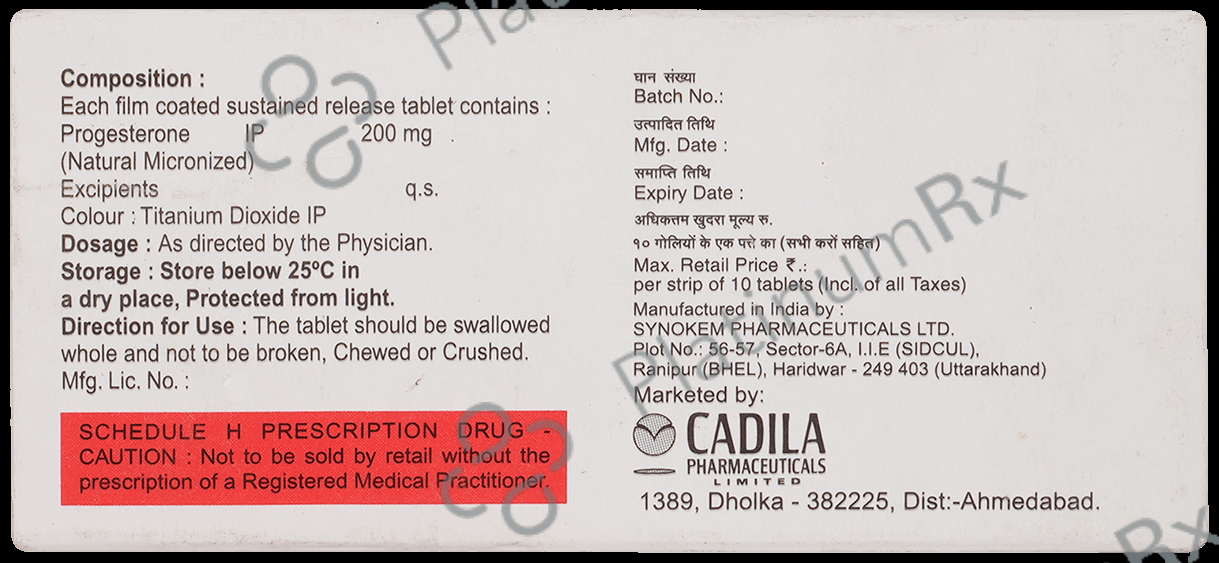 Composition :
Each film coated sustained release tablet contains :
Progesterone IP 200 mg .
(Natural Micronized)
Excipients q.s.
Colour : Titanium Dioxide IP
Dosage : As directed by the Physician.
Storage : Store below 25ºC in
a dry place, Protected from light.
Direction for Use : The tablet should be swallowed
whole and not to be broken, Chewed or Crushed.
Mfg. Lic. No. :
SCHEDULE H PRESCRIPTION DRUG -
CAUTION : Not to be sold by retail without the
prescription of a Registered Medical Practitioner.
घान संख्या
Batch No.:
उत्पादित तिथि
Mfg. Date :
समाप्ति तिथि
Expiry Date :
अधिकत्तम खुदरा मूल्य रु.
१० गोलियों के एक पत्ते का (सभी करों सहित)
Max. Retail Price ₹.:
per strip of 10 tablets (Incl. of all Taxes)
Manufactured in India by :
SYNOKEM PHARMACEUTICALS LTD.
Plot No.: 56-57, Sector-6A, I.I.E (SIDCUL),
Ranipur (BHEL), Haridwar - 249 403 (Uttarakhand)
Marketed by:
CADILA
PHARMACEUTICALS
LIMITED
1389, Dholka - 382225, Dist:-Ahmedabad.
PlatinumRx